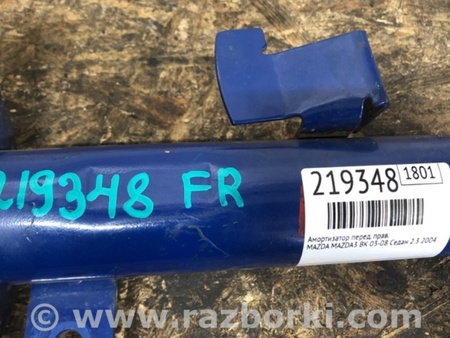 219348 FR
219348 1801
Амортизатор перед. прав.
MAZDA MAZDA3 BK 03-08 Седан 2.3 2004
www.razborki.com